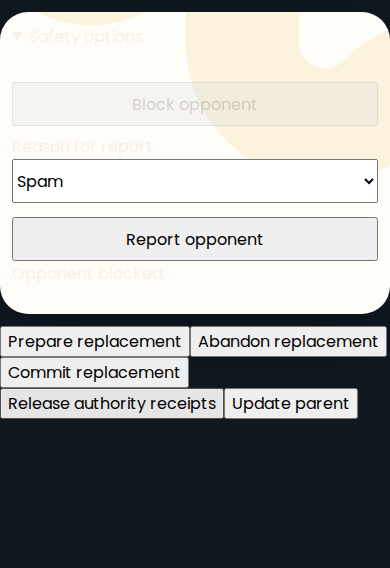 Safety options
Block opponent
Reason for report
Spam
Report opponent
Opponent blocked.
Prepare replacement Abandon replacement
Commit replacement
Release authority receipts Update parent